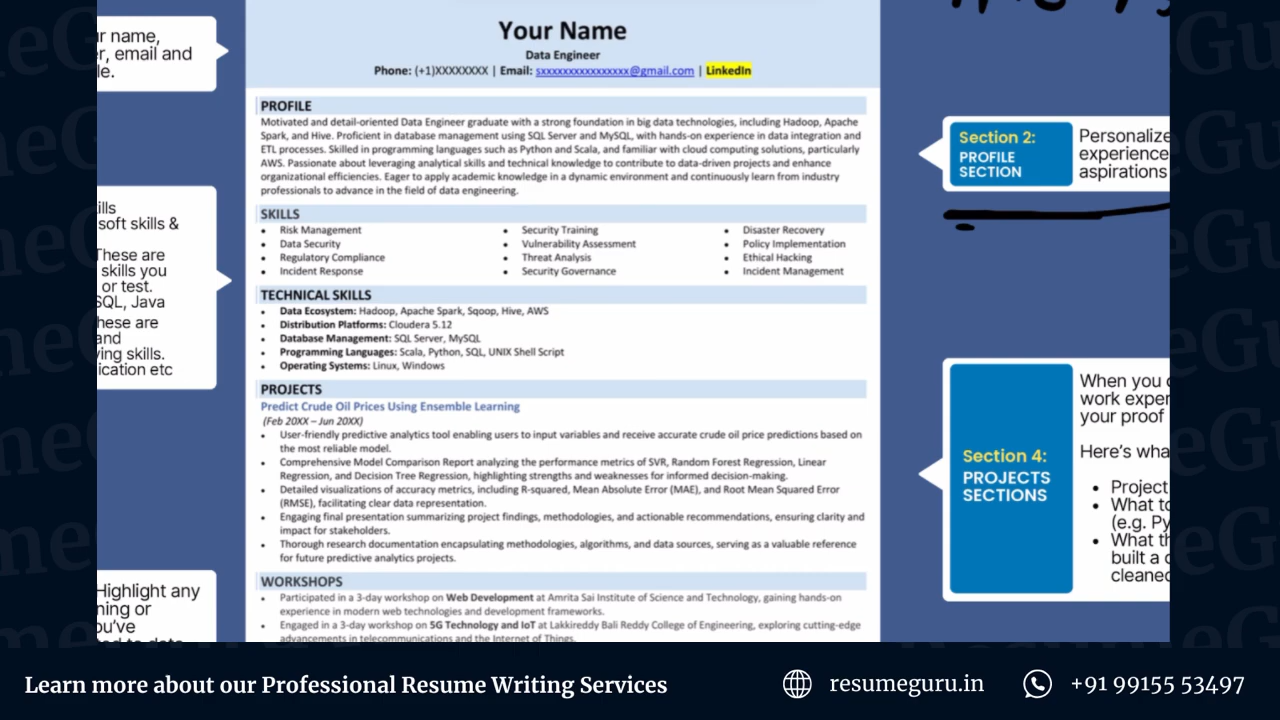 Your Name
Data Engineer
Phone: (+1)XXXXXXXX | Email: sxxxxxxxxxxxxxxxx@gmail.com | LinkedIn
PROFILE
Motivated and detail-oriented Data Engineer graduate with a strong foundation in big data technologies, including Hadoop, Apache
Spark, and Hive. Proficient in database management using SQL Server and MySQL, with hands-on experience in data integration and
ETL processes. Skilled in programming languages such as Python and Scala, and familiar with cloud computing solutions, particularly
AWS. Passionate about leveraging analytical skills and technical knowledge to contribute to data-driven projects and enhance
organizational efficiencies. Eager to apply academic knowledge in a dynamic environment and continuously learn from industry
professionals to advance in the field of data engineering.
SKILLS
• Risk Management
• Data Security
• Regulatory Compliance
• Incident Response
• Security Training
• Vulnerability Assessment
• Threat Analysis
• Security Governance
• Disaster Recovery
• Policy Implementation
• Ethical Hacking
• Incident Management
TECHNICAL SKILLS
• Data Ecosystem: Hadoop, Apache Spark, Sqoop, Hive, AWS
• Distribution Platforms: Cloudera 5.12
• Database Management: SQL Server, MySQL
• Programming Languages: Scala, Python, SQL, UNIX Shell Script
• Operating Systems: Linux, Windows
PROJECTS
Predict Crude Oil Prices Using Ensemble Learning
(Feb 20XX – Jun 20XX)
• User-friendly predictive analytics tool enabling users to input variables and receive accurate crude oil price predictions based on
the most reliable model.
• Comprehensive Model Comparison Report analyzing the performance metrics of SVR, Random Forest Regression, Linear
Regression, and Decision Tree Regression, highlighting strengths and weaknesses for informed decision-making.
• Detailed visualizations of accuracy metrics, including R-squared, Mean Absolute Error (MAE), and Root Mean Squared Error
(RMSE), facilitating clear data representation.
• Engaging final presentation summarizing project findings, methodologies, and actionable recommendations, ensuring clarity and
impact for stakeholders.
• Thorough research documentation encapsulating methodologies, algorithms, and data sources, serving as a valuable reference
for future predictive analytics projects.
WORKSHOPS
• Participated in a 3-day workshop on Web Development at Amrita Sai Institute of Science and Technology, gaining hands-on
experience in modern web technologies and development frameworks.
• Engaged in a 3-day workshop on 5G Technology and IoT at Lakkireddy Bali Reddy College of Engineering, exploring cutting-edge
advancements in telecommunications and the Internet of Things.
r name,
r, email and
le.
ills
soft skills &
These are
skills you
or test.
SQL, Java
hese are
and
ving skills.
ication etc
Highlight any
ning or
ou've
Section 2:
PROFILE
SECTION
Personalize
experience
aspirations
Section 4:
PROJECTS
SECTIONS
When you
work exper
your proof
Here's wha
• Project
• What to
(e.g. Py
• What th
built a
cleaned
Learn more about our Professional Resume Writing Services
resumeguru.in
+91 99155 53497